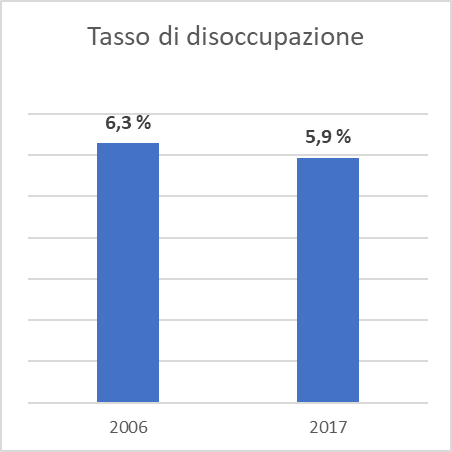 Tasso di disoccupazione
6,3 %
5,9 %
2006
2017